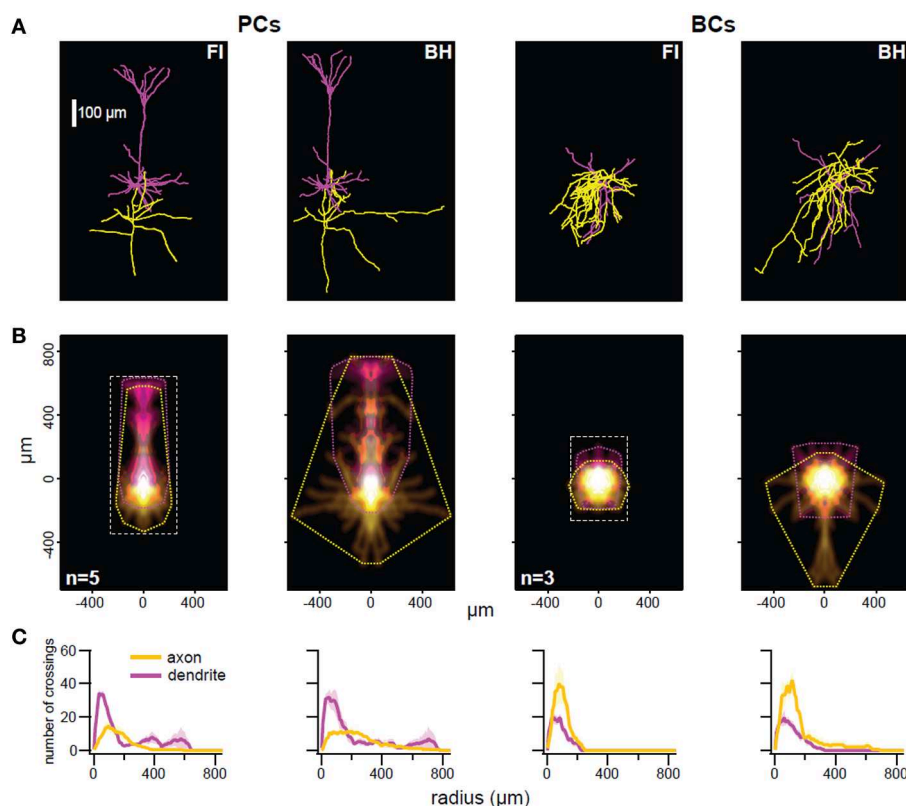 PCs BCs
A
FI BH FI BH
100 µm
B
800
400
0
-400
µm
n=5 n=3
-400 0 400 -400 0 400 -400 0 400 -400 0 400
µm
C
number of crossings
60
40
20
0
axon
dendrite
0 400 800 0 400 800 0 400 800 0 400 800
radius (µm)